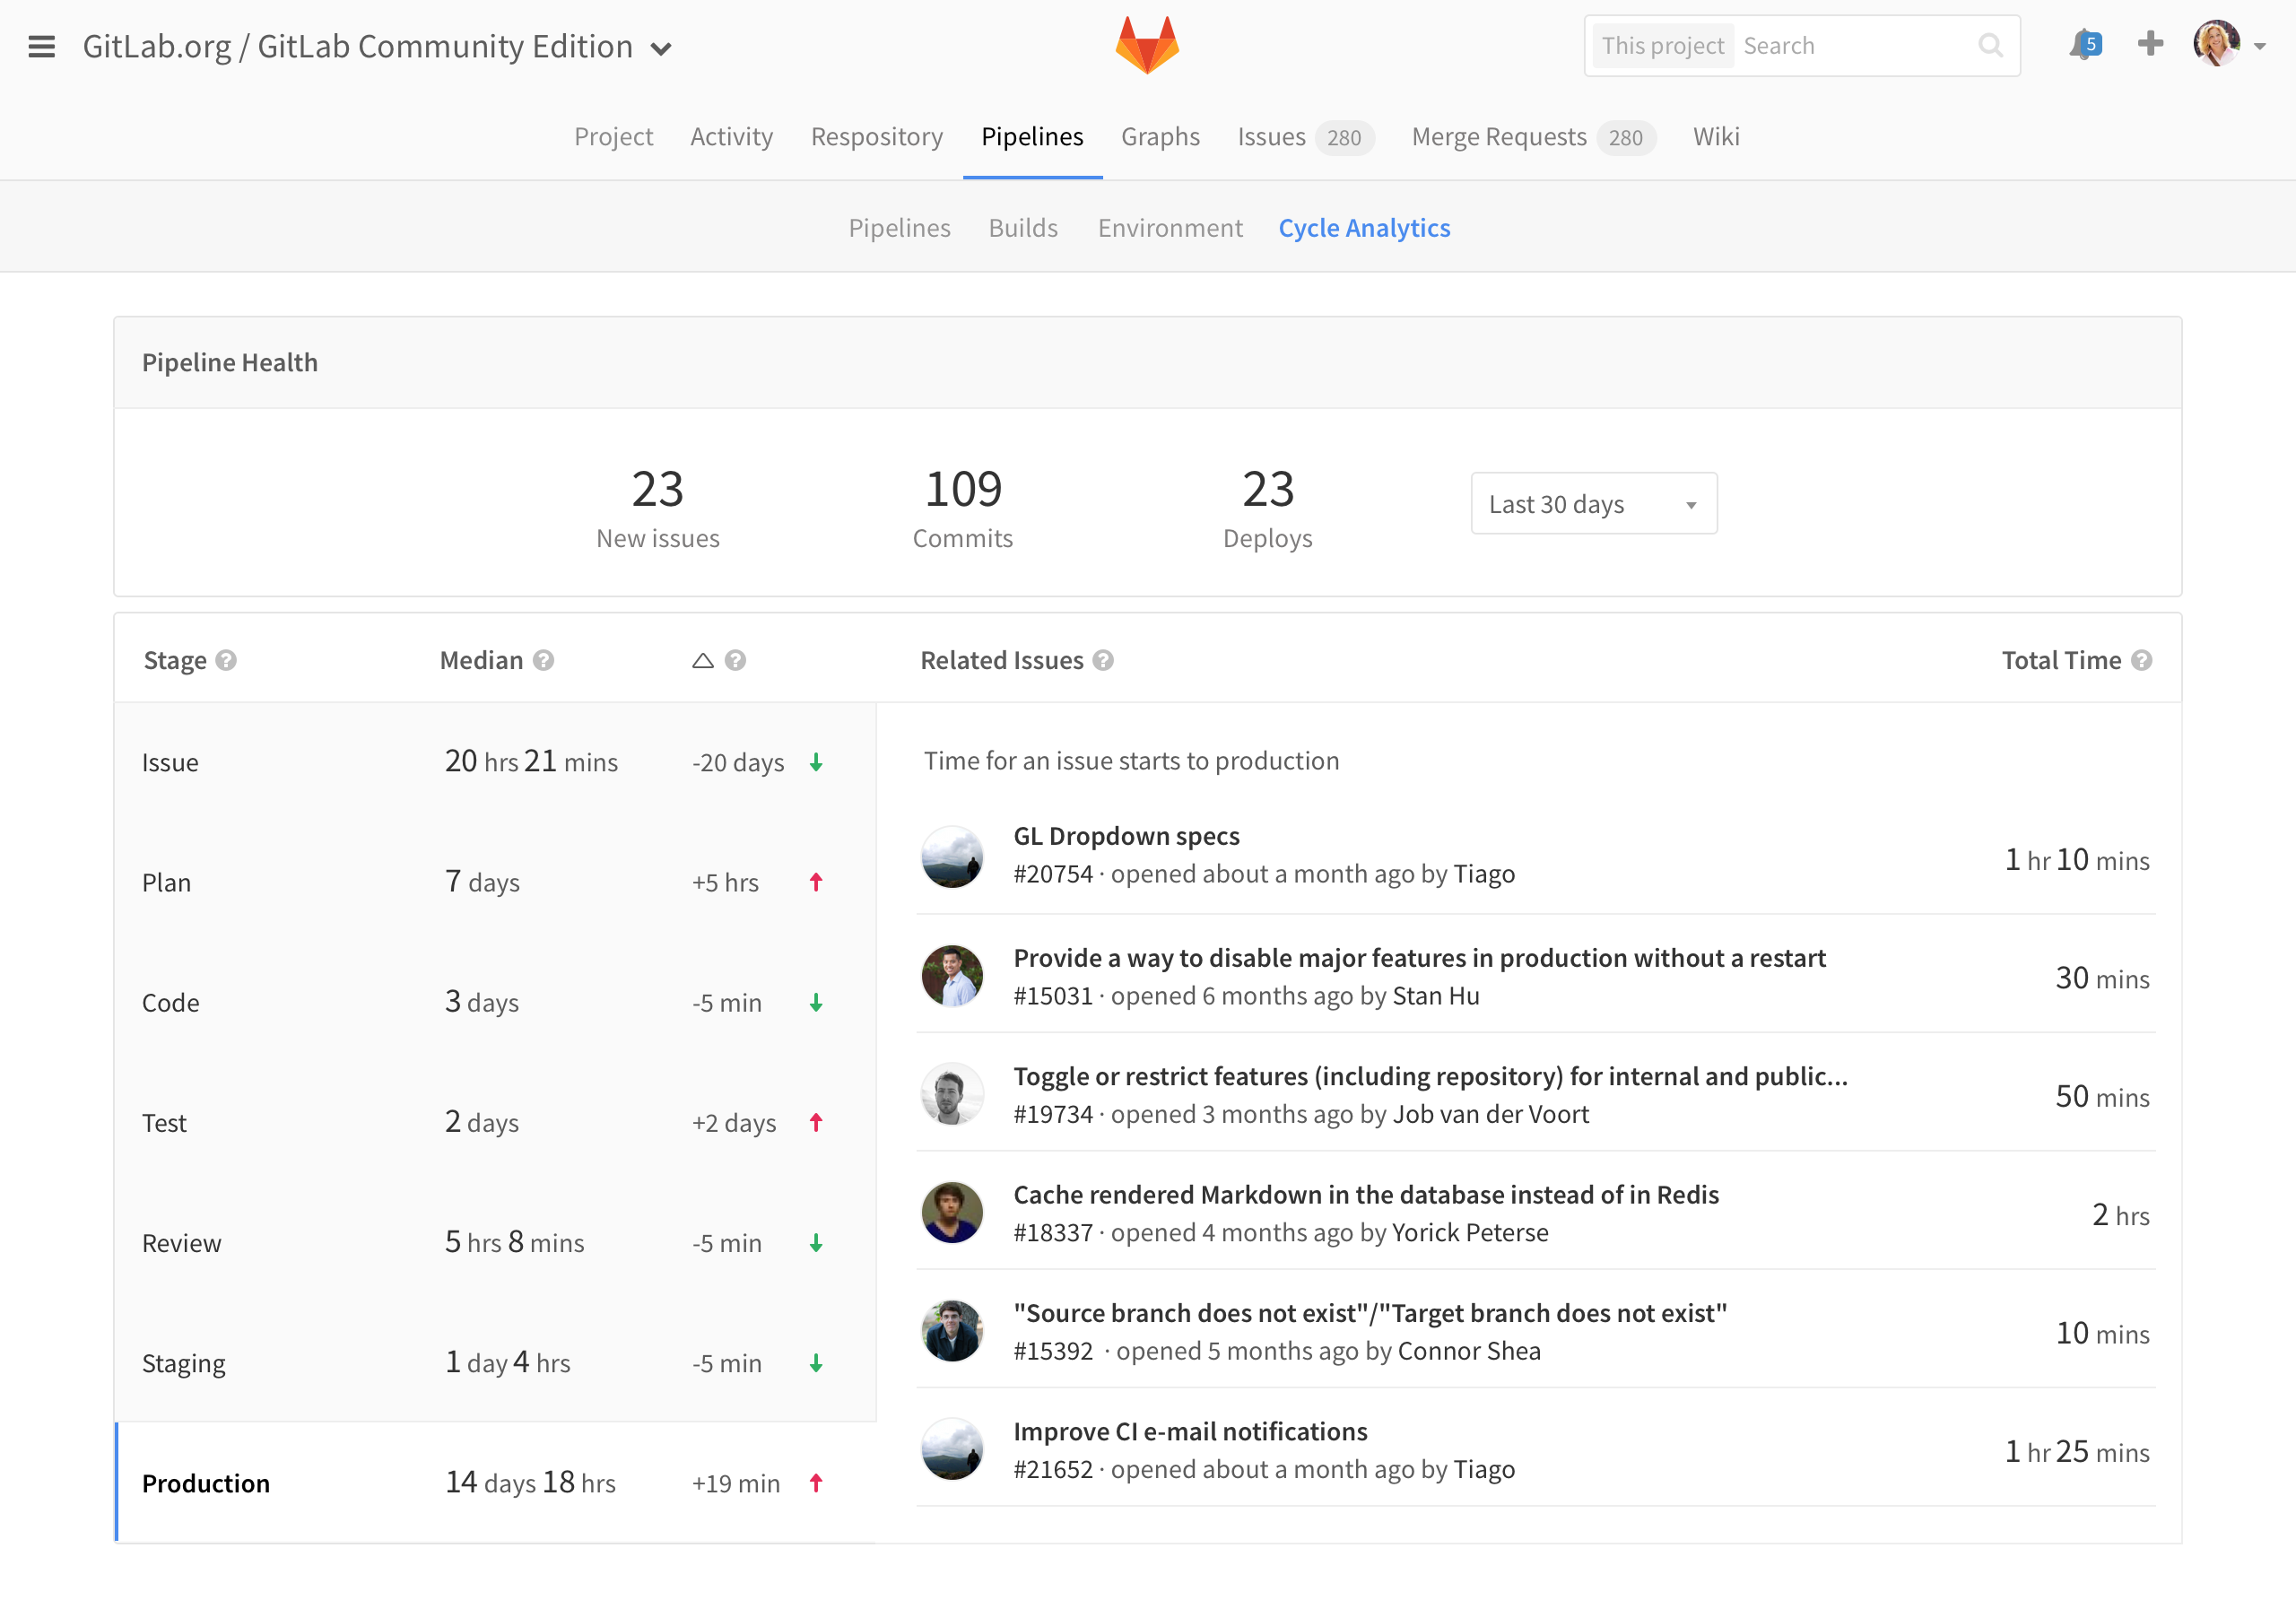 GitLab.org / GitLab Community Edition
This project Search
5
Project Activity Respository Pipelines Graphs Issues 280 Merge Requests 280 Wiki
Pipelines Builds Environment Cycle Analytics
Pipeline Health
23 109 23
New issues Commits Deploys
Last 30 days
Stage ? Median ? △ ? Related Issues ? Total Time ?
Issue 20 hrs 21 mins -20 days
Plan 7 days +5 hrs
Code 3 days -5 min
Test 2 days +2 days
Review 5 hrs 8 mins -5 min
Staging 1 day 4 hrs -5 min
Production 14 days 18 hrs +19 min
Time for an issue starts to production
GL Dropdown specs
#20754 · opened about a month ago by Tiago
1 hr 10 mins
Provide a way to disable major features in production without a restart
#15031 · opened 6 months ago by Stan Hu
30 mins
Toggle or restrict features (including repository) for internal and public...
#19734 · opened 3 months ago by Job van der Voort
50 mins
Cache rendered Markdown in the database instead of in Redis
#18337 · opened 4 months ago by Yorick Peterse
2 hrs
"Source branch does not exist"/"Target branch does not exist"
#15392 · opened 5 months ago by Connor Shea
10 mins
Improve CI e-mail notifications
#21652 · opened about a month ago by Tiago
1 hr 25 mins